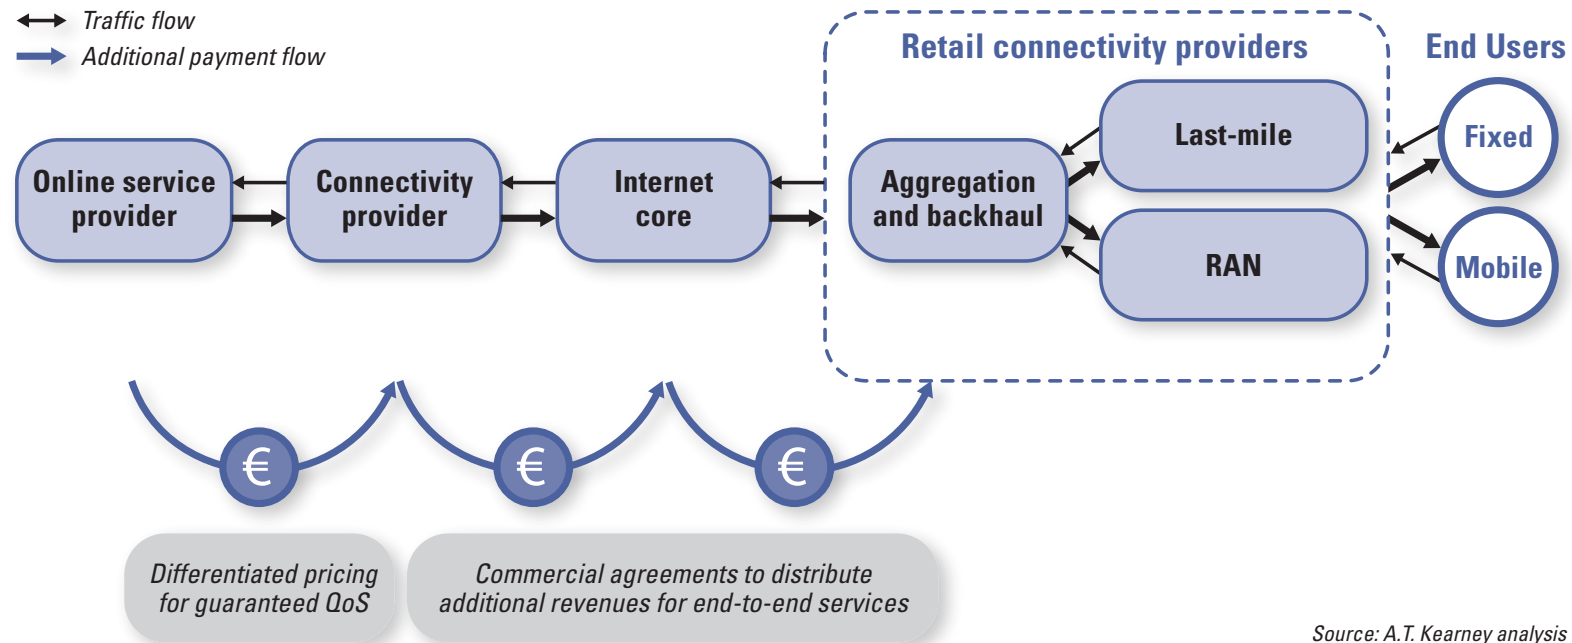 Traffic flow
Additional payment flow
Retail connectivity providers
End Users
Online service
provider
Connectivity
provider
Internet
core
Aggregation
and backhaul
Last-mile
RAN
Fixed
Mobile
€
€
€
Differentiated pricing
for guaranteed QoS
Commercial agreements to distribute
additional revenues for end-to-end services
Source: A.T. Kearney analysis